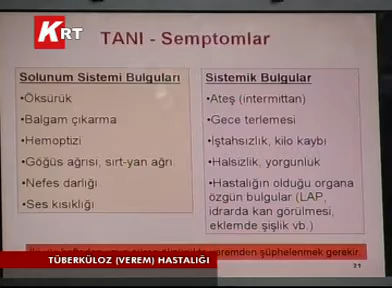 KRT
TANI - Semptomlar
Solunum Sistemi Bulguları
•Öksürük
•Balgam çıkarma
•Hemoptizi
•Göğüs ağrısı, sırt-yan ağrı
•Nefes darlığı
•Ses kısıklığı
Sistemik Bulgular
•Ateş (intermittan)
•Gece terlemesi
•İştahsızlık, kilo kaybı
•Halsizlik, yorgunluk
•Hastalığın olduğu organa
özgün bulgular (LAP,
idrarda kan görülmesi,
eklemde şişlik vb.)
veremden şüphelenmek gerekir.
TÜBERKÜLOZ (VEREM) HASTALIĞI
21